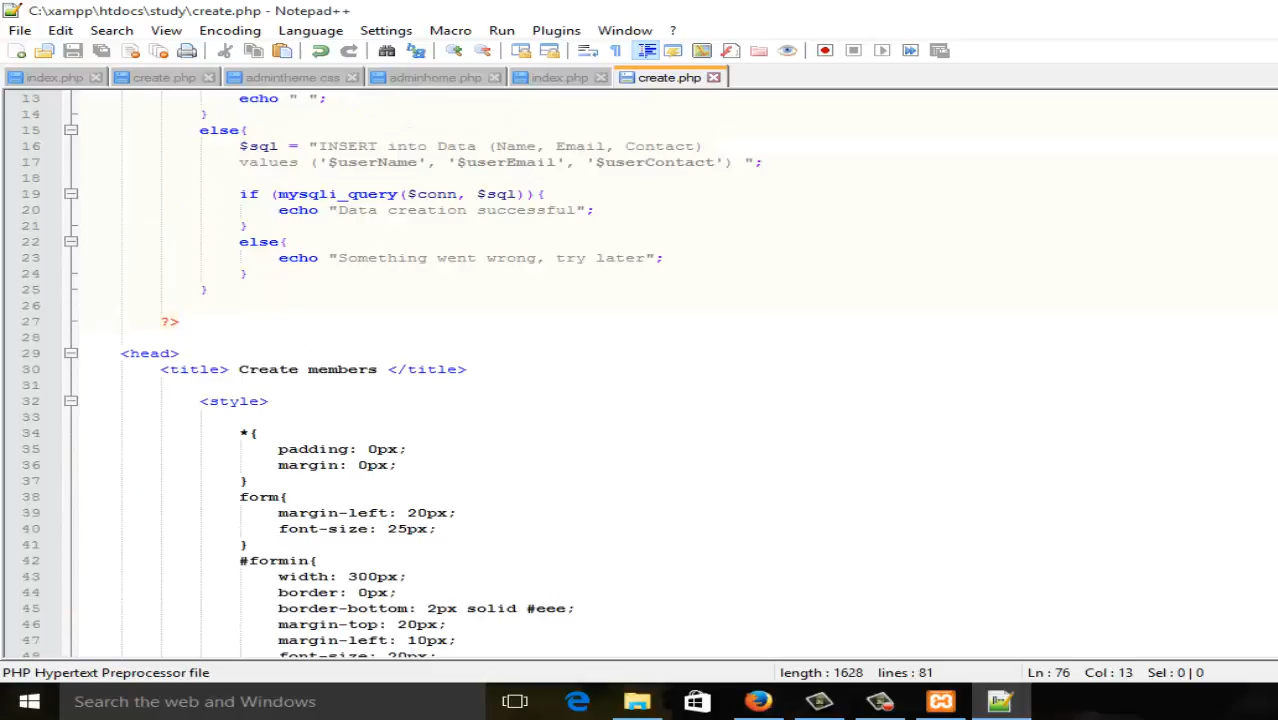 C:\xampp\htdocs\study\create.php - Notepad++
File Edit Search View Encoding Language Settings Macro Run Plugins Window ?
index.php create.php admintheme.css adminhome.php index.php create.php
13 echo " ";
14 }
15 else{
16 $sql = "INSERT into Data (Name, Email, Contact)
17 values ('$userName', '$userEmail', '$userContact') ";
18
19 if (mysqli_query($conn, $sql)){
20 echo "Data creation successful";
21 }
22 else{
23 echo "Something went wrong, try later";
24 }
25 }
26
27 ?>
28
29 <head>
30 <title> Create members </title>
31
32 <style>
33
34 *{
35 padding: 0px;
36 margin: 0px;
37 }
38 form{
39 margin-left: 20px;
40 font-size: 25px;
41 }
42 #formin{
43 width: 300px;
44 border: 0px;
45 border-bottom: 2px solid #eee;
46 margin-top: 20px;
47 margin-left: 10px;
48 font-size: 20px;
PHP Hypertext Preprocessor file length : 1628 lines : 81 Ln : 76 Col : 13 Sel : 0 | 0
Search the web and Windows